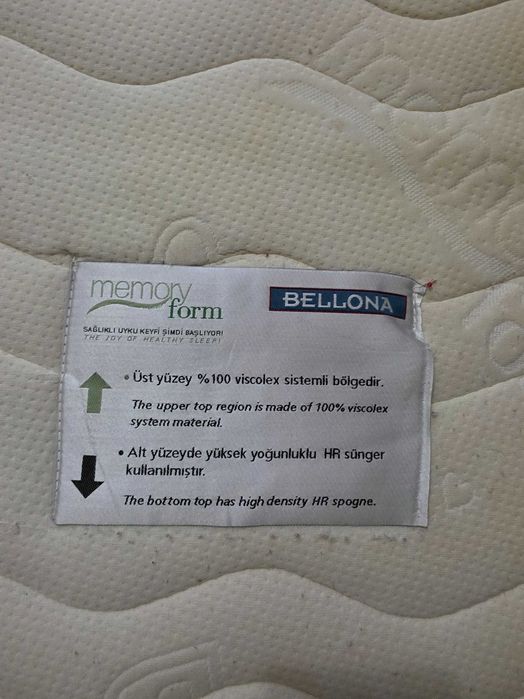 memory
form
BELLONA
SAĞLIKLI UYKU KEYFİ ŞİMDİ BAŞLIYOR!
THE JOY OF HEALTHY SLEEP!
• Üst yüzey %100 viscolex sistemli bölgedir.
The upper top region is made of 100% viscolex
system material.
• Alt yüzeyde yüksek yoğunluklu HR sünger
kullanılmıştır.
The bottom top has high density HR spogne.